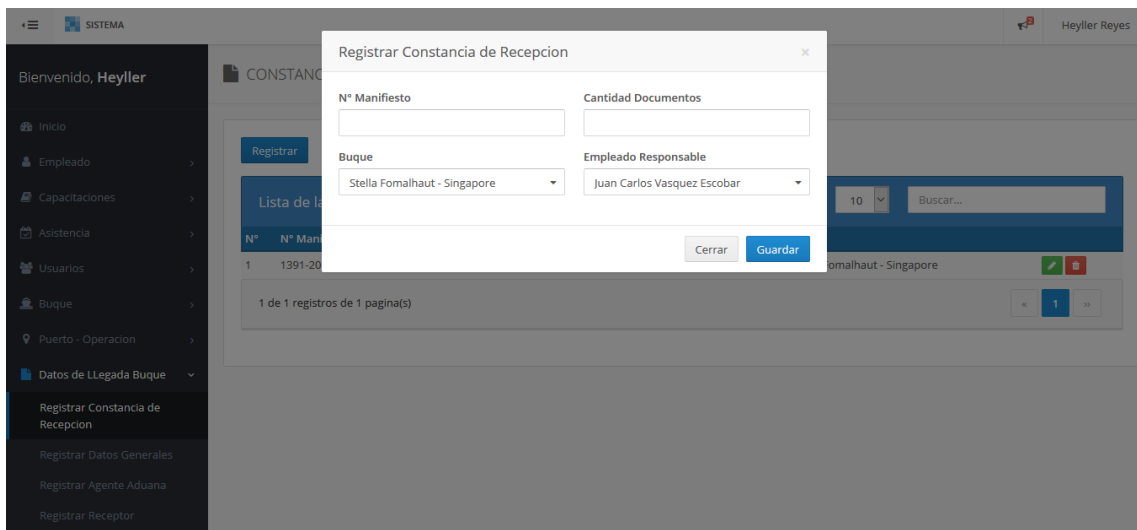 SISTEMA
2
Heyller Reyes
Bienvenido, Heyller
CONSTANC
Registrar Constancia de Recepcion
×
N° Manifiesto
Cantidad Documentos
Buque
Empleado Responsable
Stella Fomalhaut - Singapore
Juan Carlos Vasquez Escobar
Cerrar
Guardar
Inicio
Empleado
Capacitaciones
Asistencia
Usuarios
Buque
Puerto - Operacion
Datos de LLegada Buque
Registrar Constancia de
Recepcion
Registrar Datos Generales
Registrar Agente Aduana
Registrar Receptor
Registrar
Lista de la
10
Buscar...
N°
N° Mani
1
1391-20
omalhaut - Singapore
1 de 1 registros de 1 pagina(s)
«
1
»